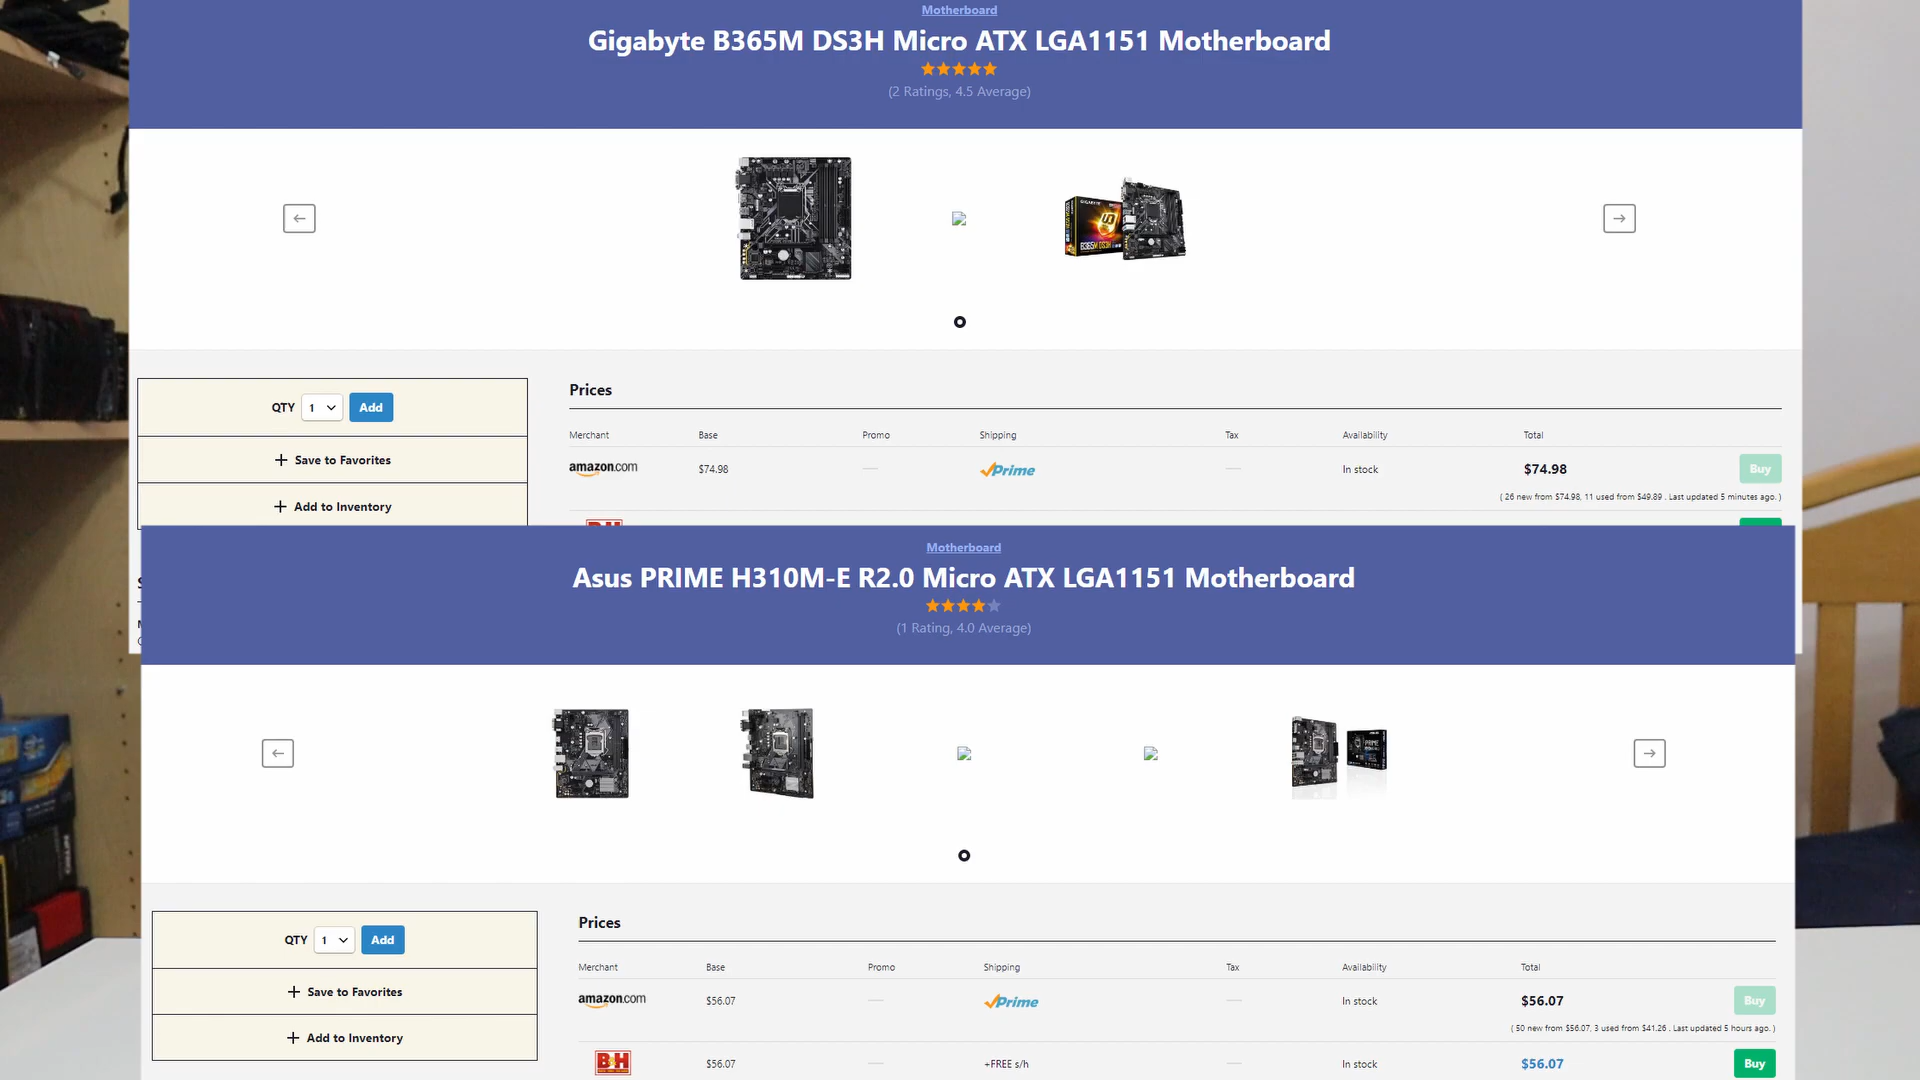 Motherboard
Gigabyte B365M DS3H Micro ATX LGA1151 Motherboard
(2 Ratings, 4.5 Average)
GIGABYTE
B365M DS3H
QTY 1 Add
Save to Favorites
Add to Inventory
Prices
Merchant Base Promo Shipping Tax Availability Total
amazon.com $74.98 — Prime — In stock $74.98 Buy
( 26 new from $74.98, 11 used from $49.89 . Last updated 5 minutes ago. )
B&H
Motherboard
Asus PRIME H310M-E R2.0 Micro ATX LGA1151 Motherboard
(1 Rating, 4.0 Average)
PRIME
QTY 1 Add
Save to Favorites
Add to Inventory
Prices
Merchant Base Promo Shipping Tax Availability Total
amazon.com $56.07 — Prime — In stock $56.07 Buy
( 50 new from $56.07, 3 used from $41.26 . Last updated 5 hours ago. )
B&H $56.07 — +FREE s/h — In stock $56.07 Buy